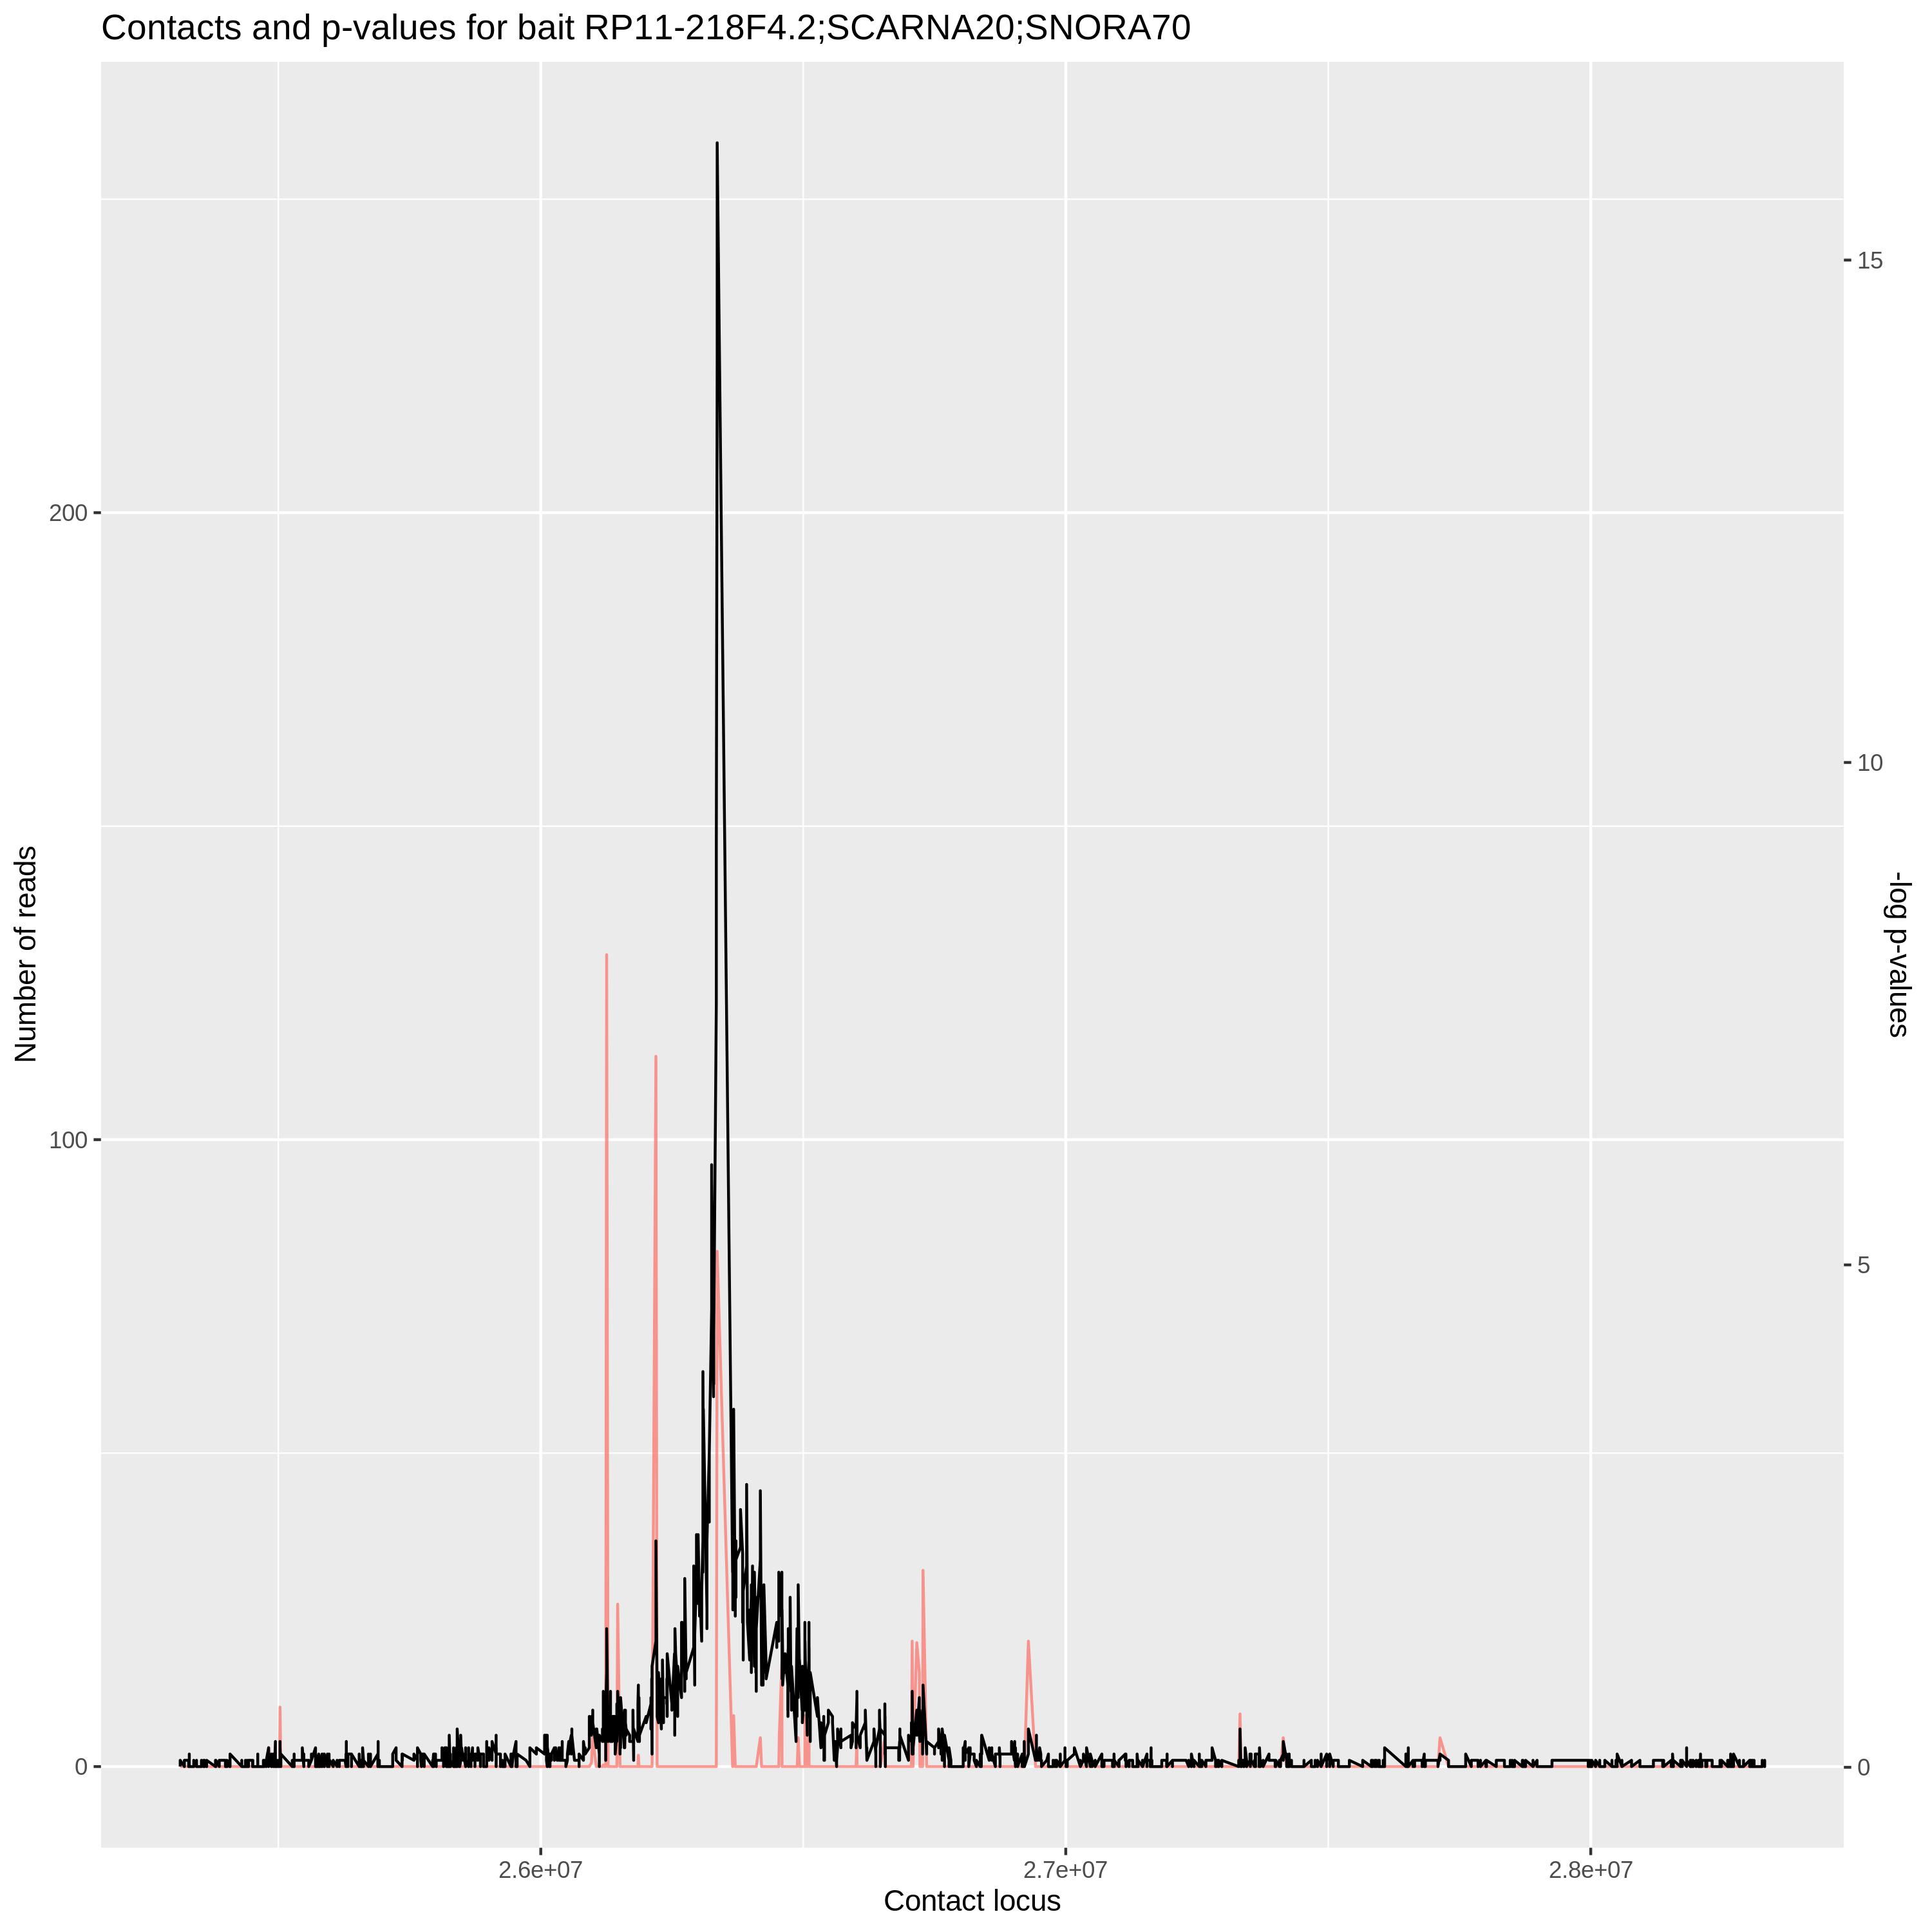 Contacts and p-values for bait RP11-218F4.2;SCARNA20;SNORA70
Number of reads
200
100
0
15
10
5
0
-log p-values
2.6e+07
2.7e+07
2.8e+07
Contact locus